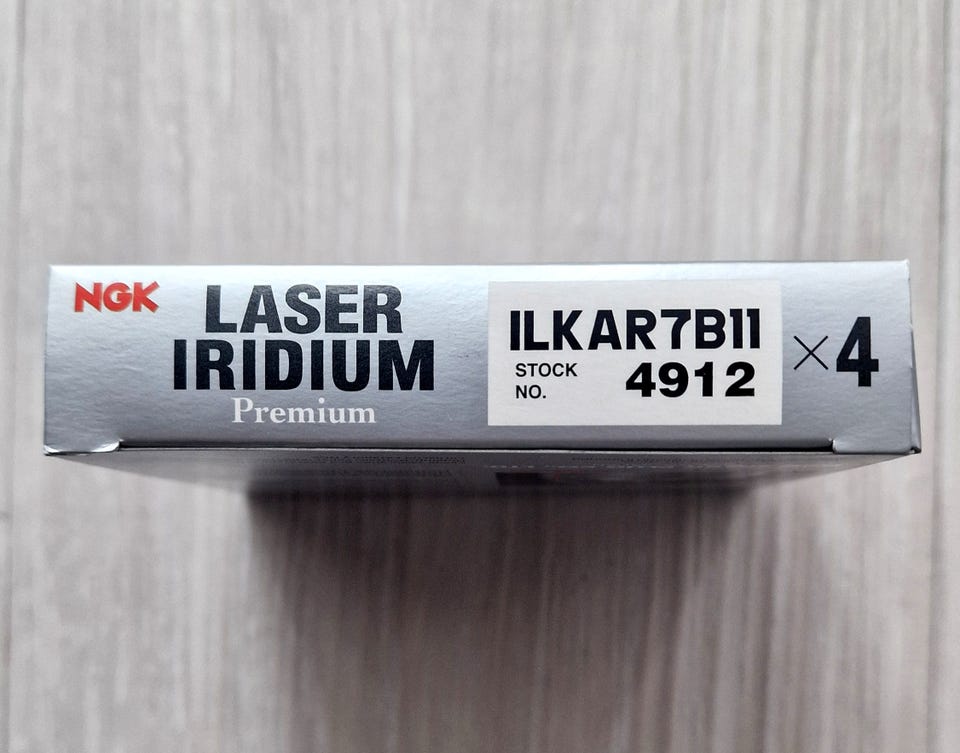 NGK
LASER
IRIDIUM
Premium
ILKAR7B11
STOCK
NO.
4912
×4